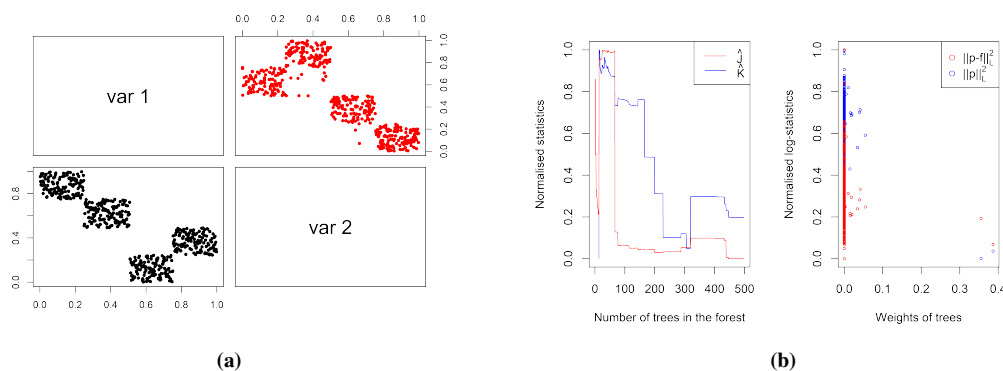 0.0 0.2 0.4 0.6 0.8 1.0
var 1
0.0 0.2 0.4 0.6 0.8 1.0
0.0 0.4 0.8
var 2
0.0 0.2 0.4 0.6 0.8 1.0
(a)
Normalised statistics
0.0 0.2 0.4 0.6 0.8 1.0
Ĵ
K̂
0 100 200 300 400 500
Number of trees in the forest
Normalised log-statistics
0.0 0.2 0.4 0.6 0.8 1.0
||p-f||²_L
||p||²_L
0.0 0.1 0.2 0.3 0.4
Weights of trees
(b)